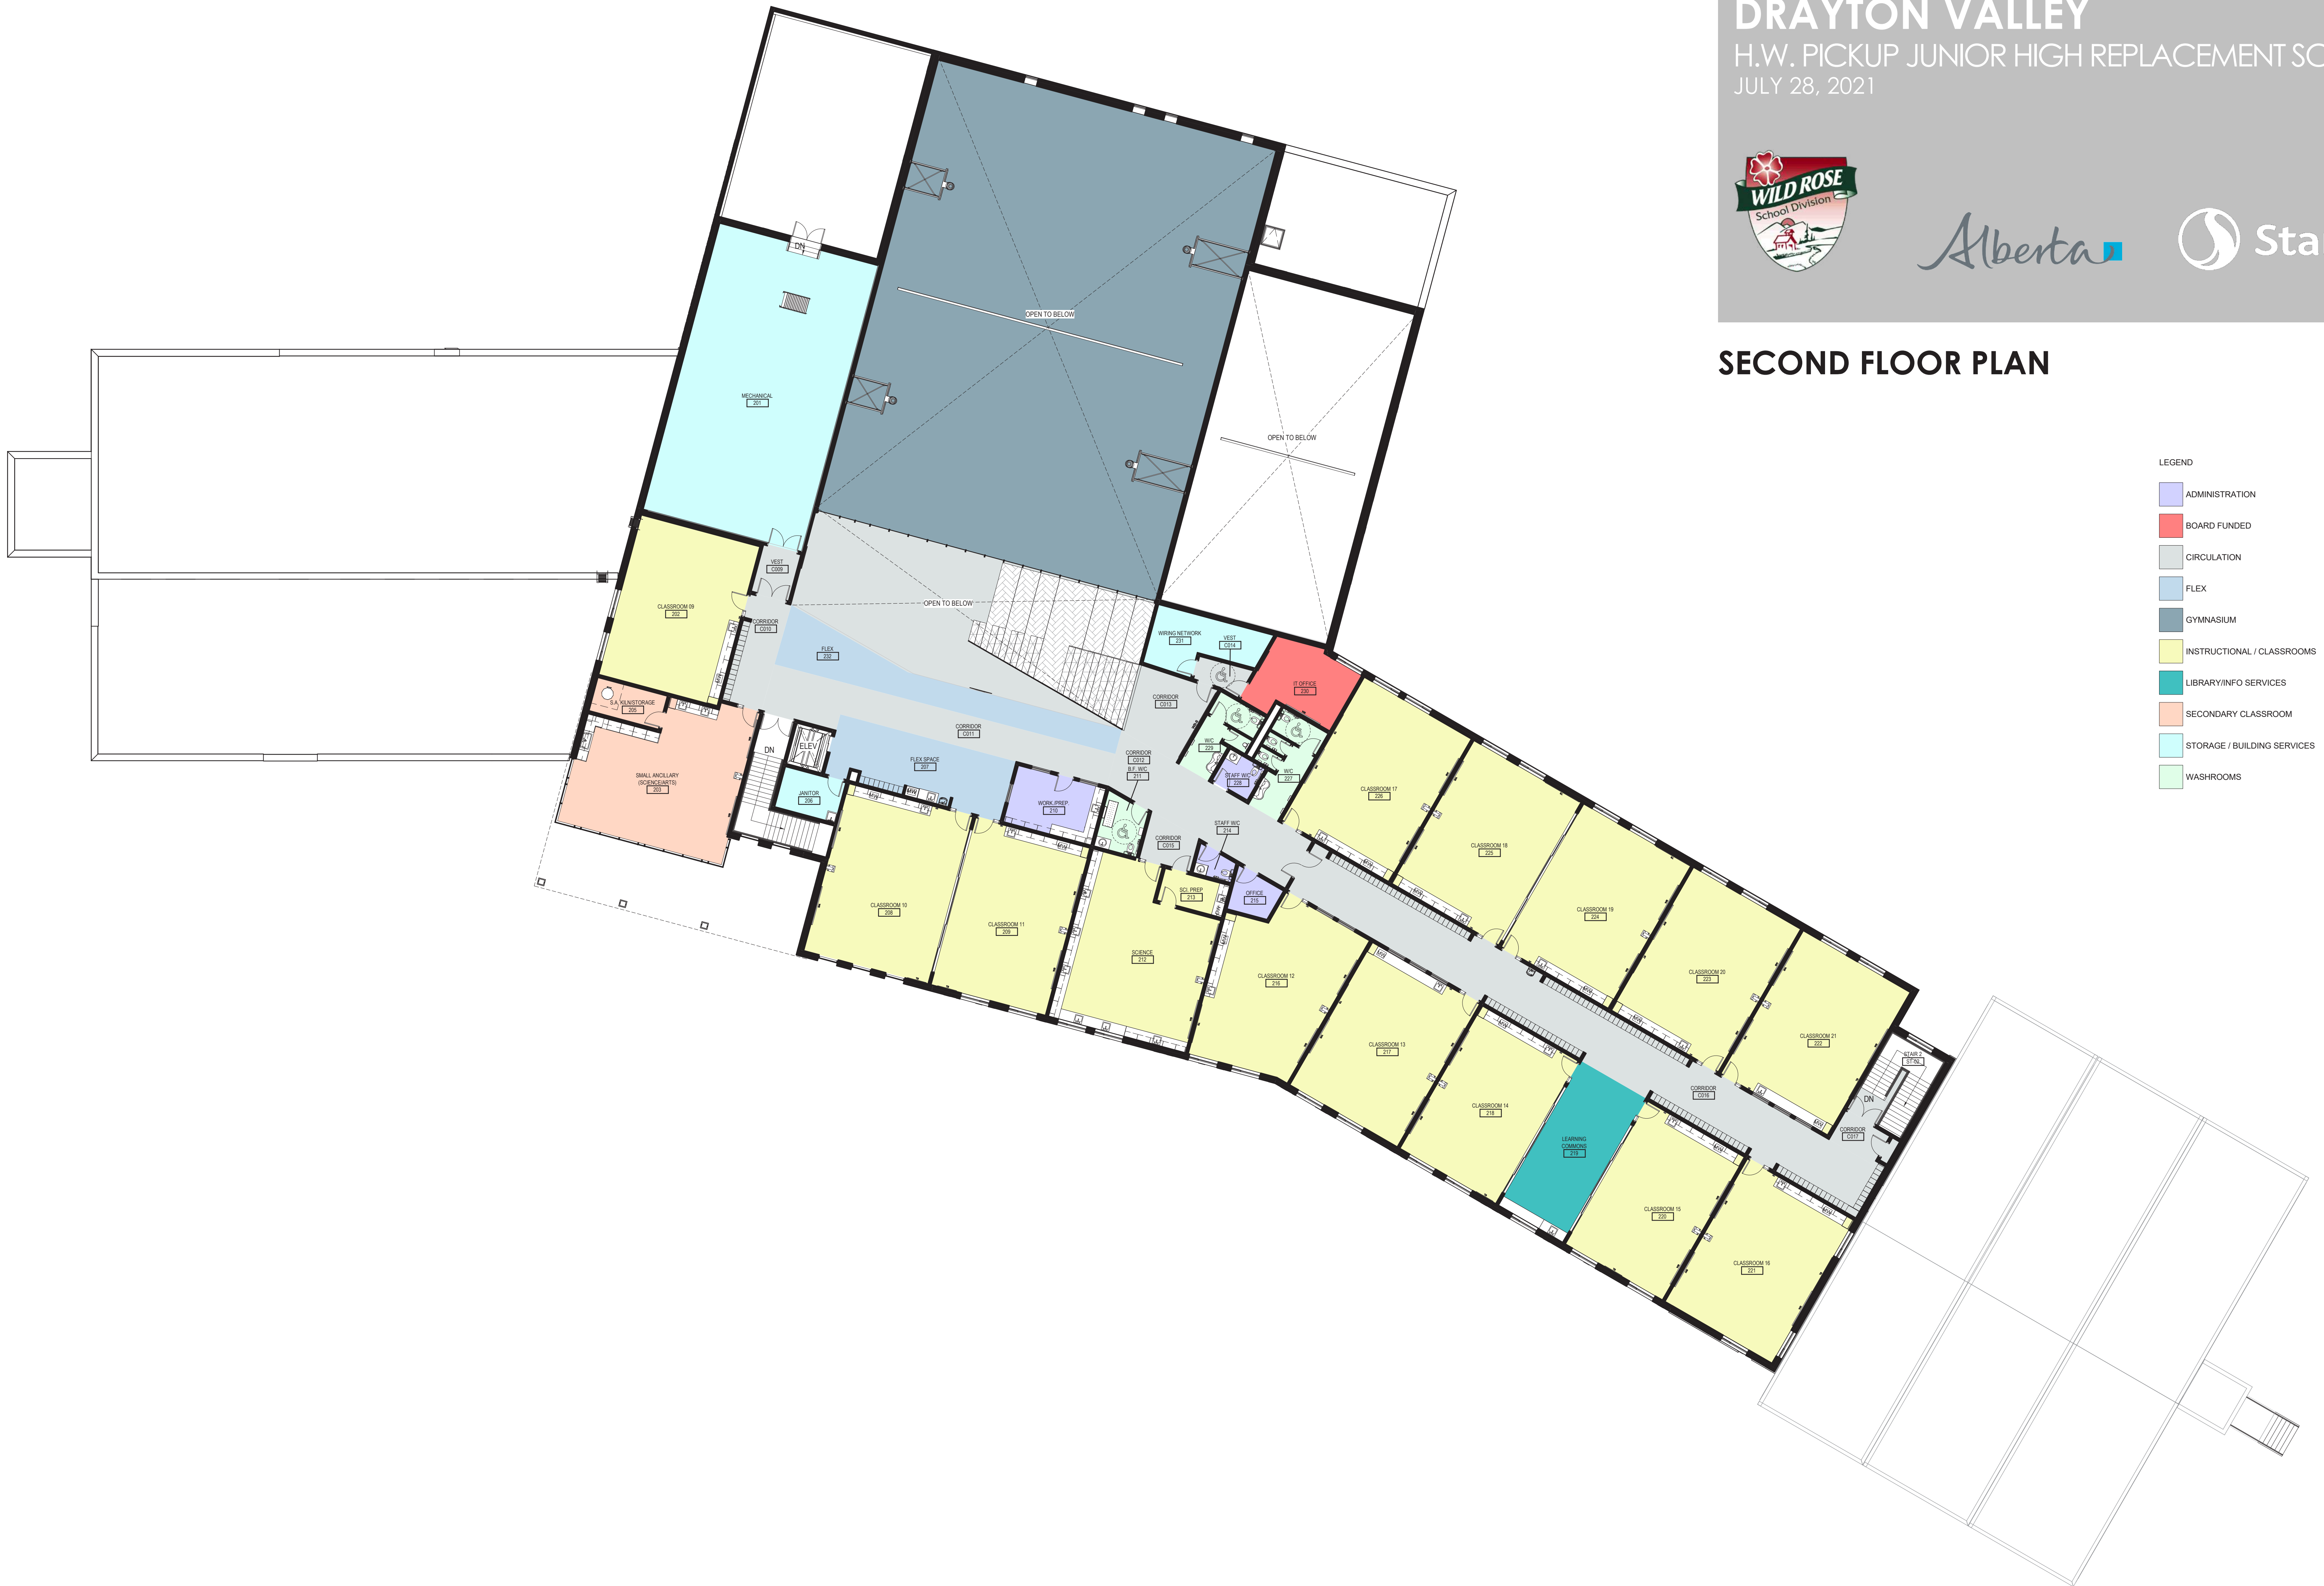 DRAYTON VALLEY
H.W. PICKUP JUNIOR HIGH REPLACEMENT SC
JULY 28, 2021
WILD ROSE
School Division
Alberta
Sta
SECOND FLOOR PLAN
LEGEND
ADMINISTRATION
BOARD FUNDED
CIRCULATION
FLEX
GYMNASIUM
INSTRUCTIONAL / CLASSROOMS
LIBRARY/INFO SERVICES
SECONDARY CLASSROOM
STORAGE / BUILDING SERVICES
WASHROOMS
DN
OPEN TO BELOW
MECHANICAL
201
OPEN TO BELOW
VEST
C009
CLASSROOM 09
202
OPEN TO BELOW
CORRIDOR
C010
FLEX
232
WIRING NETWORK
231
VEST
C014
IT OFFICE
230
CORRIDOR
C013
S.A. KILN/STORAGE
205
CORRIDOR
C011
W/C
229
CORRIDOR
C012
B.F. W/C
211
ELEV
DN
FLEX SPACE
207
STAFF W/C
228
W/C
227
SMALL ANCILLARY
(SCIENCE/ARTS)
203
JANITOR
206
WORK./PREP.
210
CLASSROOM 17
226
STAFF W/C
214
CORRIDOR
C015
CLASSROOM 18
225
SCI. PREP
213
OFFICE
215
CLASSROOM 10
208
CLASSROOM 19
224
CLASSROOM 11
209
SCIENCE
212
CLASSROOM 12
216
CLASSROOM 20
223
CLASSROOM 21
222
CLASSROOM 13
217
STAIR 2
ST-02
CORRIDOR
C016
DN
CLASSROOM 14
218
CORRIDOR
C017
LEARNING
COMMONS
219
CLASSROOM 15
220
CLASSROOM 16
221